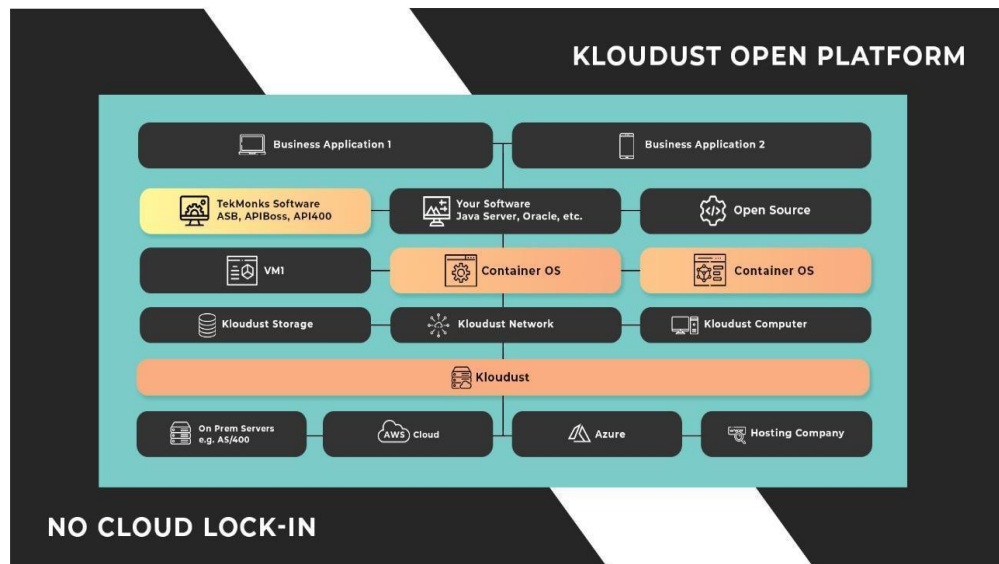 KLOUDUST OPEN PLATFORM
Business Application 1
Business Application 2
TekMonks Software
ASB, APIBoss, API400
Your Software
Java Server, Oracle, etc.
Open Source
VM1
Container OS
Container OS
Kloudust Storage
Kloudust Network
Kloudust Computer
Kloudust
On Prem Servers
e.g. AS/400
AWS Cloud
Azure
Hosting Company
NO CLOUD LOCK-IN